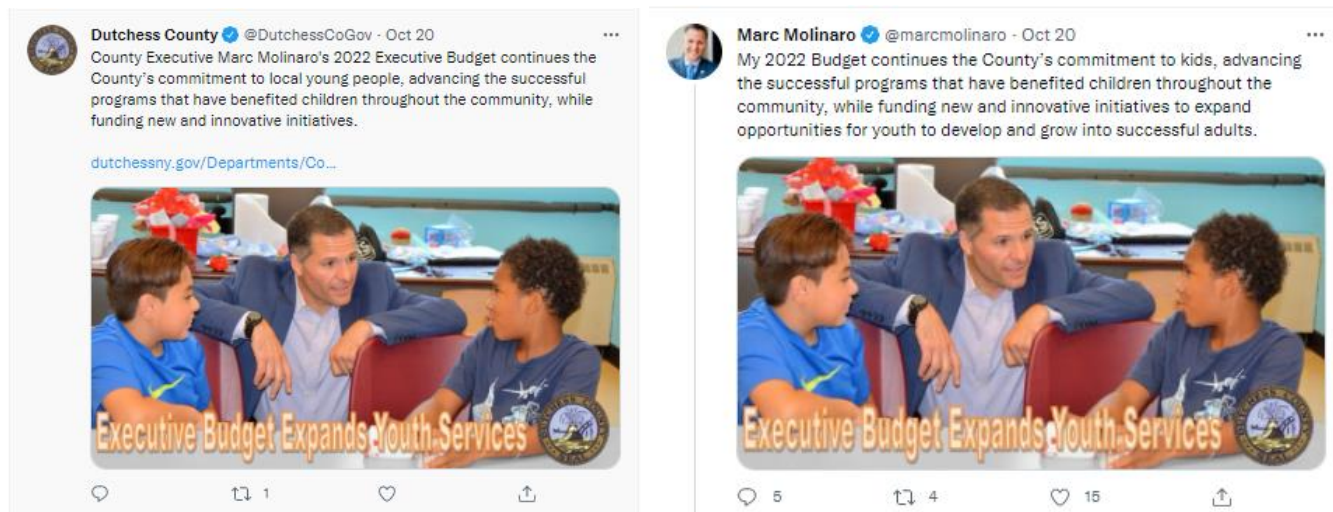 Dutchess County @DutchessCoGov · Oct 20
County Executive Marc Molinaro's 2022 Executive Budget continues the
County's commitment to local young people, advancing the successful
programs that have benefited children throughout the community, while
funding new and innovative initiatives.
dutchessny.gov/Departments/Co...
Executive Budget Expands Youth Services
1
Marc Molinaro @marcmolinaro · Oct 20
My 2022 Budget continues the County's commitment to kids, advancing
the successful programs that have benefited children throughout the
community, while funding new and innovative initiatives to expand
opportunities for youth to develop and grow into successful adults.
Executive Budget Expands Youth Services
5 4 15